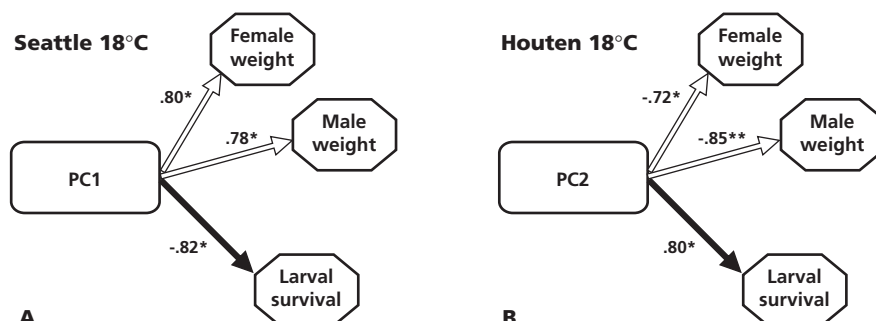 Seattle 18°C
Female
weight
.80*
.78*
Male
weight
PC1
-.82*
Larval
survival
A
Houten 18°C
Female
weight
-.72*
-.85**
Male
weight
PC2
.80*
Larval
survival
B